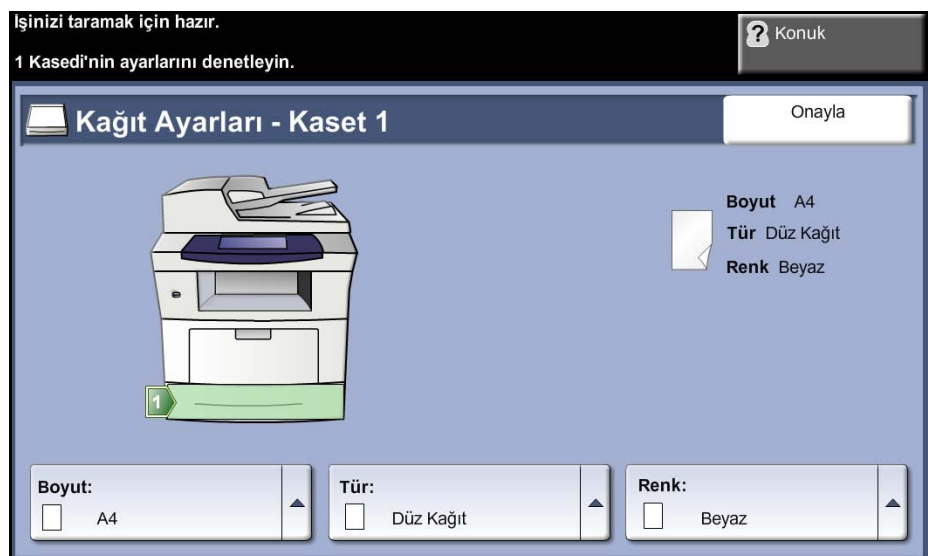 İşinizi taramak için hazır.
1 Kasedi'nin ayarlarını denetleyin.
? Konuk
Kağıt Ayarları - Kaset 1
Onayla
Boyut A4
Tür Düz Kağıt
Renk Beyaz
1
Boyut:
A4
Tür:
Düz Kağıt
Renk:
Beyaz